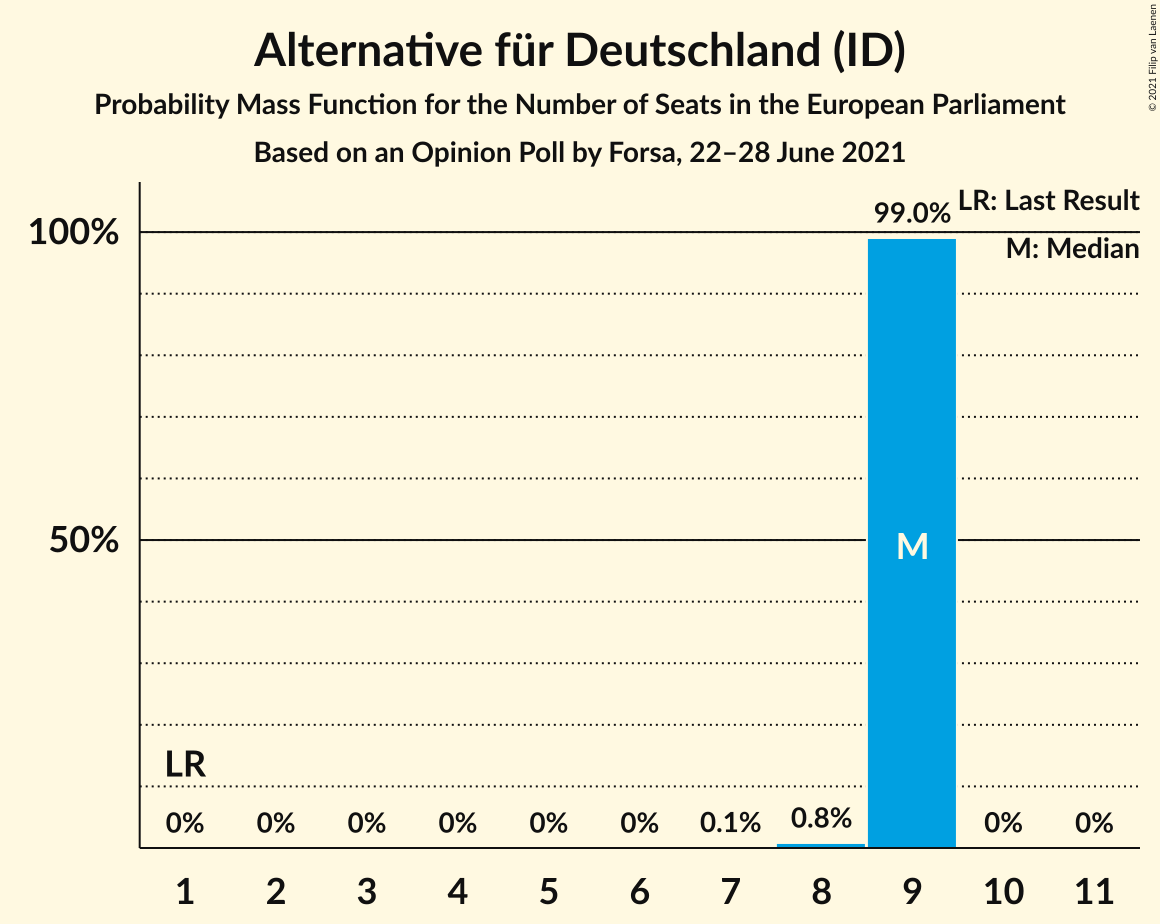 Alternative für Deutschland (ID)
Probability Mass Function for the Number of Seats in the European Parliament
Based on an Opinion Poll by Forsa, 22–28 June 2021
© 2021 Filip van Laenen
LR: Last Result
M: Median
99.0%
100%
50%
M
LR
0% 0% 0% 0% 0% 0% 0.1% 0.8% 0% 0%
1 2 3 4 5 6 7 8 9 10 11